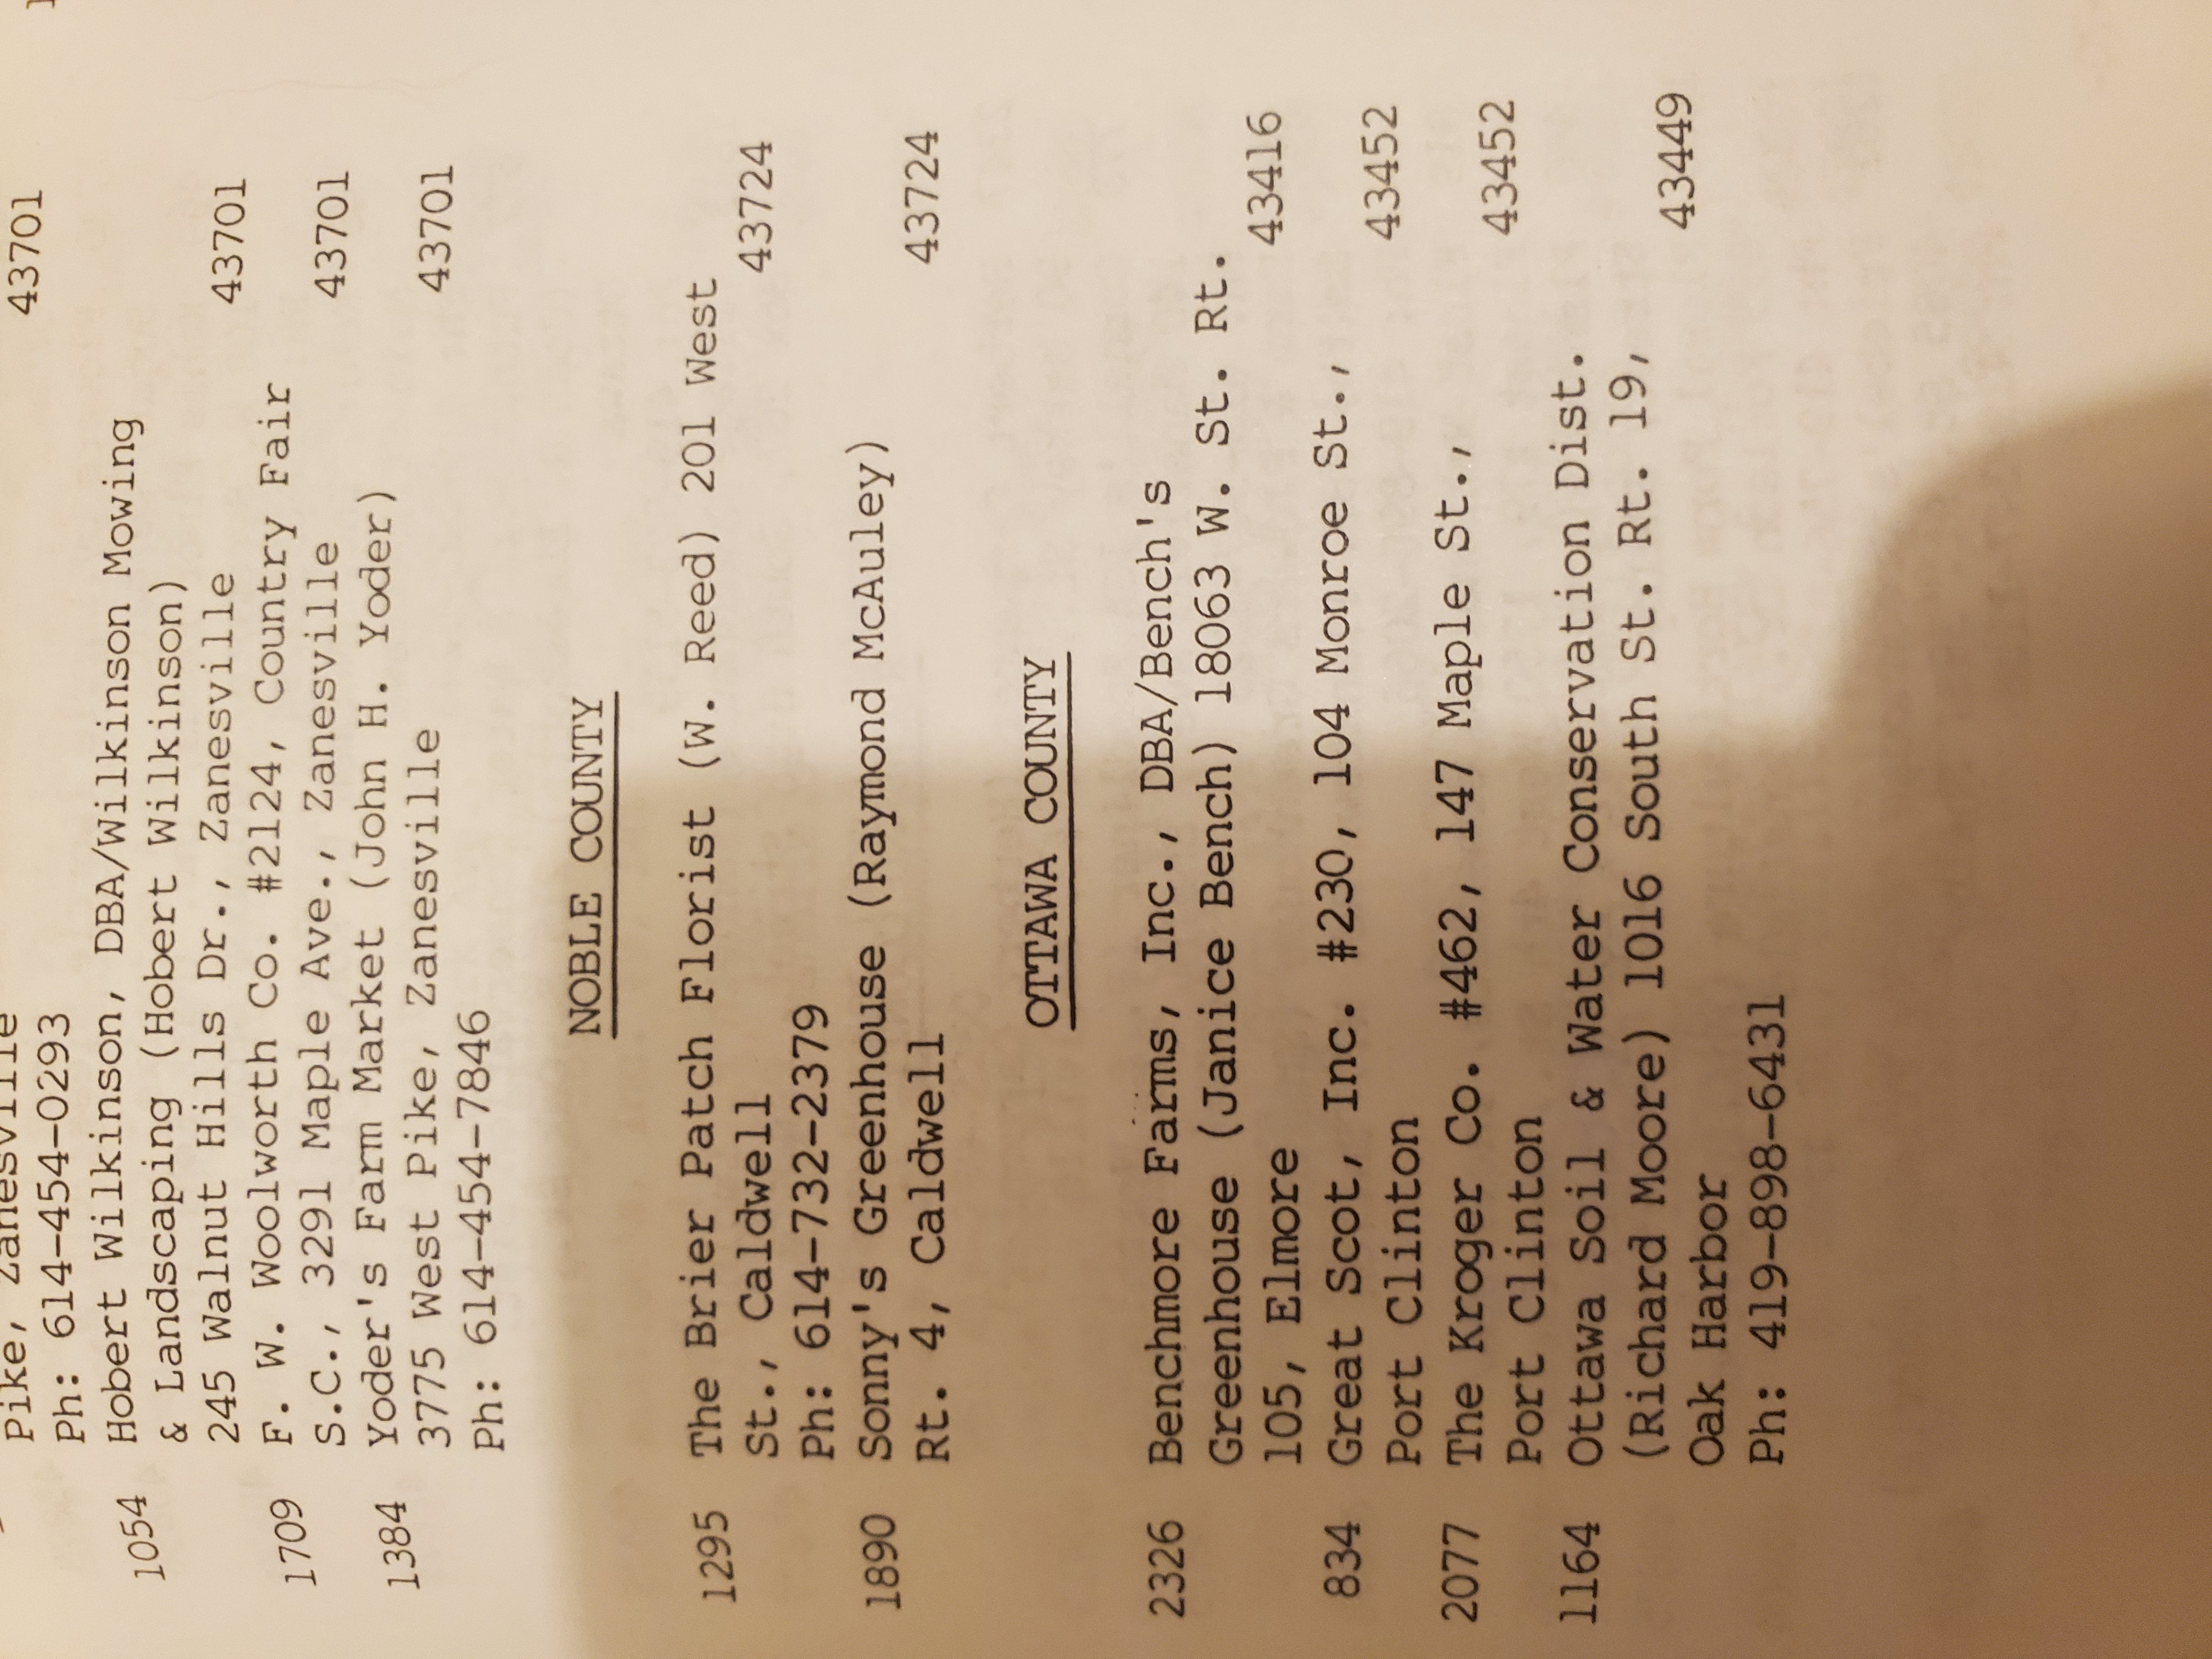 Pike, Zanesville 43701
Ph: 614-454-0293
1054 Hobert Wilkinson, DBA/Wilkinson Mowing
& Landscaping (Hobert Wilkinson)
245 Walnut Hills Dr., Zanesville 43701
1709 F. W. Woolworth Co. #2124, Country Fair
S.C., 3291 Maple Ave., Zanesville 43701
1384 Yoder's Farm Market (John H. Yoder)
3775 West Pike, Zanesville 43701
Ph: 614-454-7846
NOBLE COUNTY
1295 The Brier Patch Florist (W. Reed) 201 West
St., Caldwell 43724
Ph: 614-732-2379
1890 Sonny's Greenhouse (Raymond McAuley)
Rt. 4, Caldwell 43724
OTTAWA COUNTY
2326 Benchmore Farms, Inc., DBA/Bench's
Greenhouse (Janice Bench) 18063 W. St. Rt.
105, Elmore 43416
834 Great Scot, Inc. #230, 104 Monroe St.,
Port Clinton 43452
2077 The Kroger Co. #462, 147 Maple St.,
Port Clinton 43452
1164 Ottawa Soil & Water Conservation Dist.
(Richard Moore) 1016 South St. Rt. 19,
Oak Harbor 43449
Ph: 419-898-6431